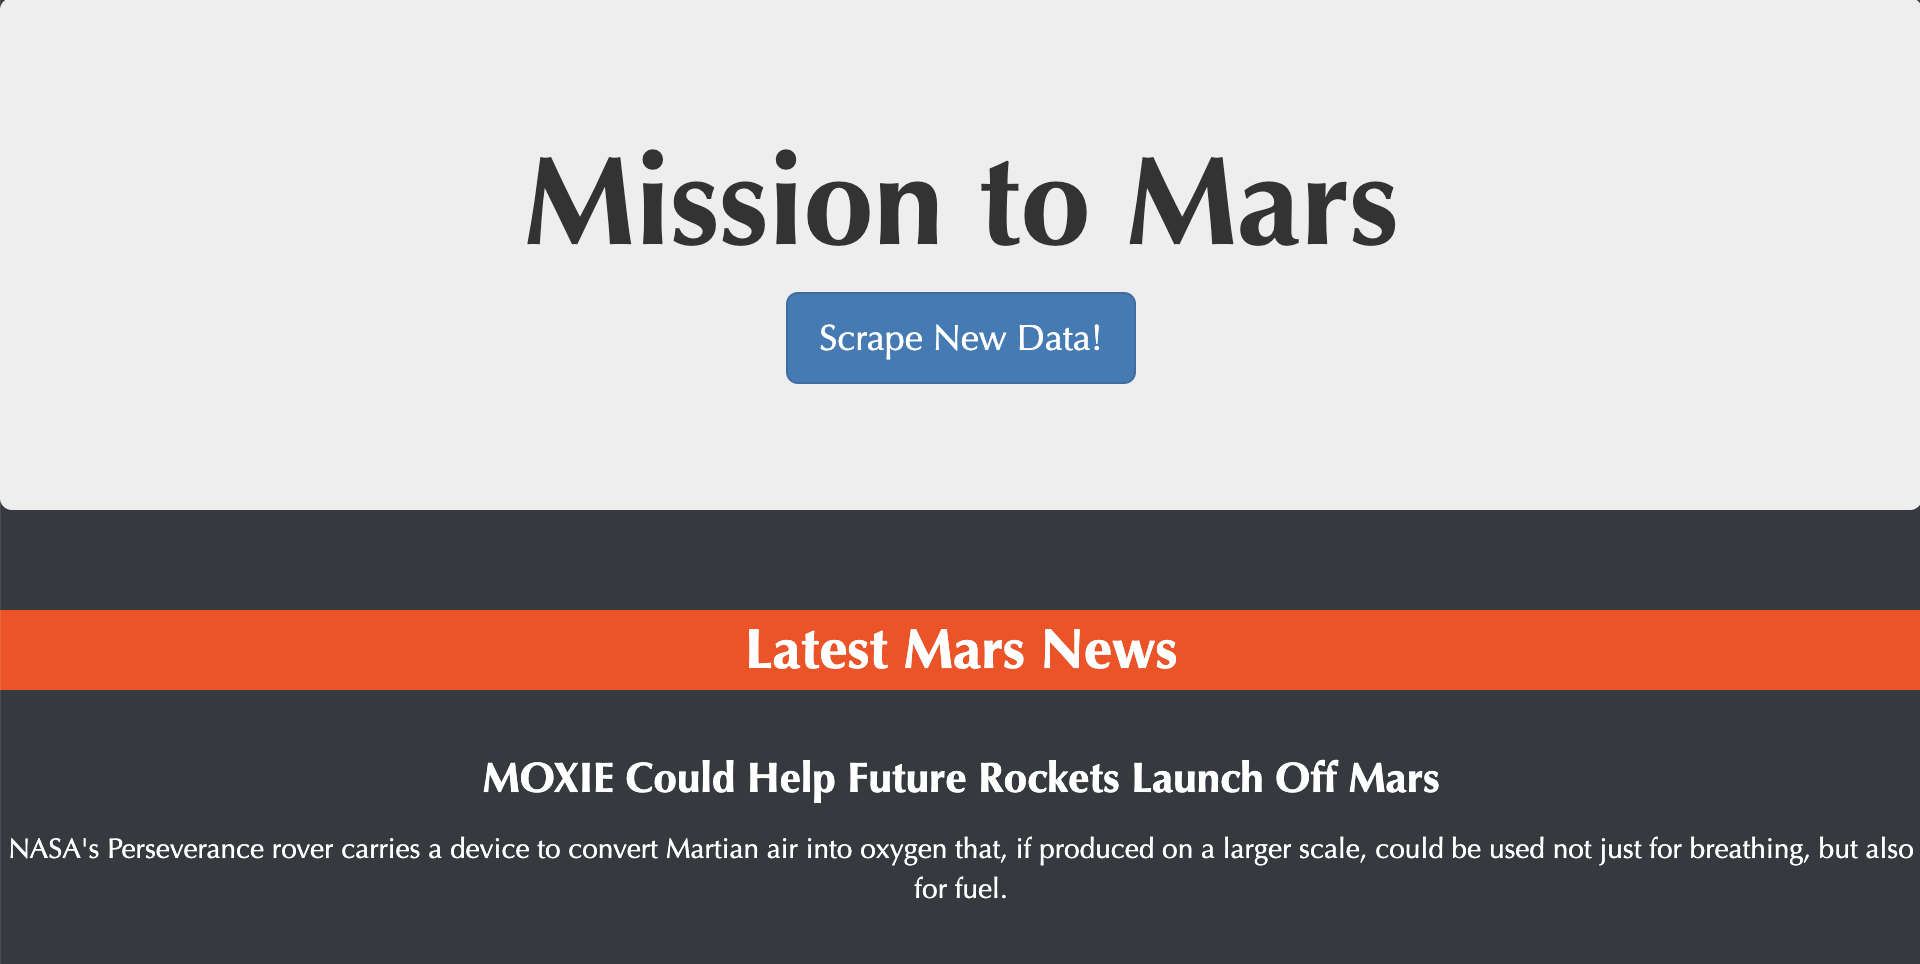 Mission to Mars
Scrape New Data!
Latest Mars News
MOXIE Could Help Future Rockets Launch Off Mars
NASA's Perseverance rover carries a device to convert Martian air into oxygen that, if produced on a larger scale, could be used not just for breathing, but also
for fuel.